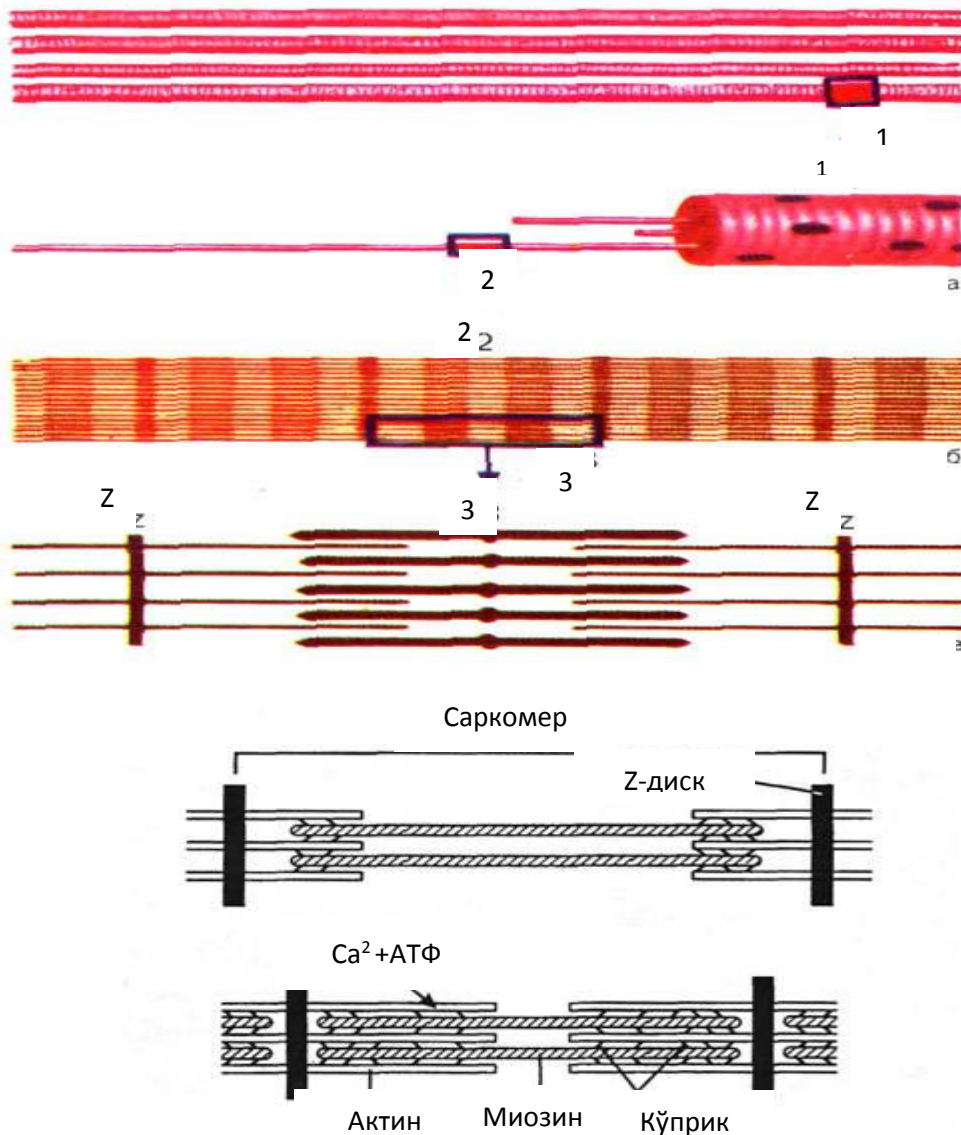 1
1
а
2
2 2
б
3
3
Z Z
z z
Саркомер
Z-диск
Ca² +АТФ
Актин Миозин Кўприк